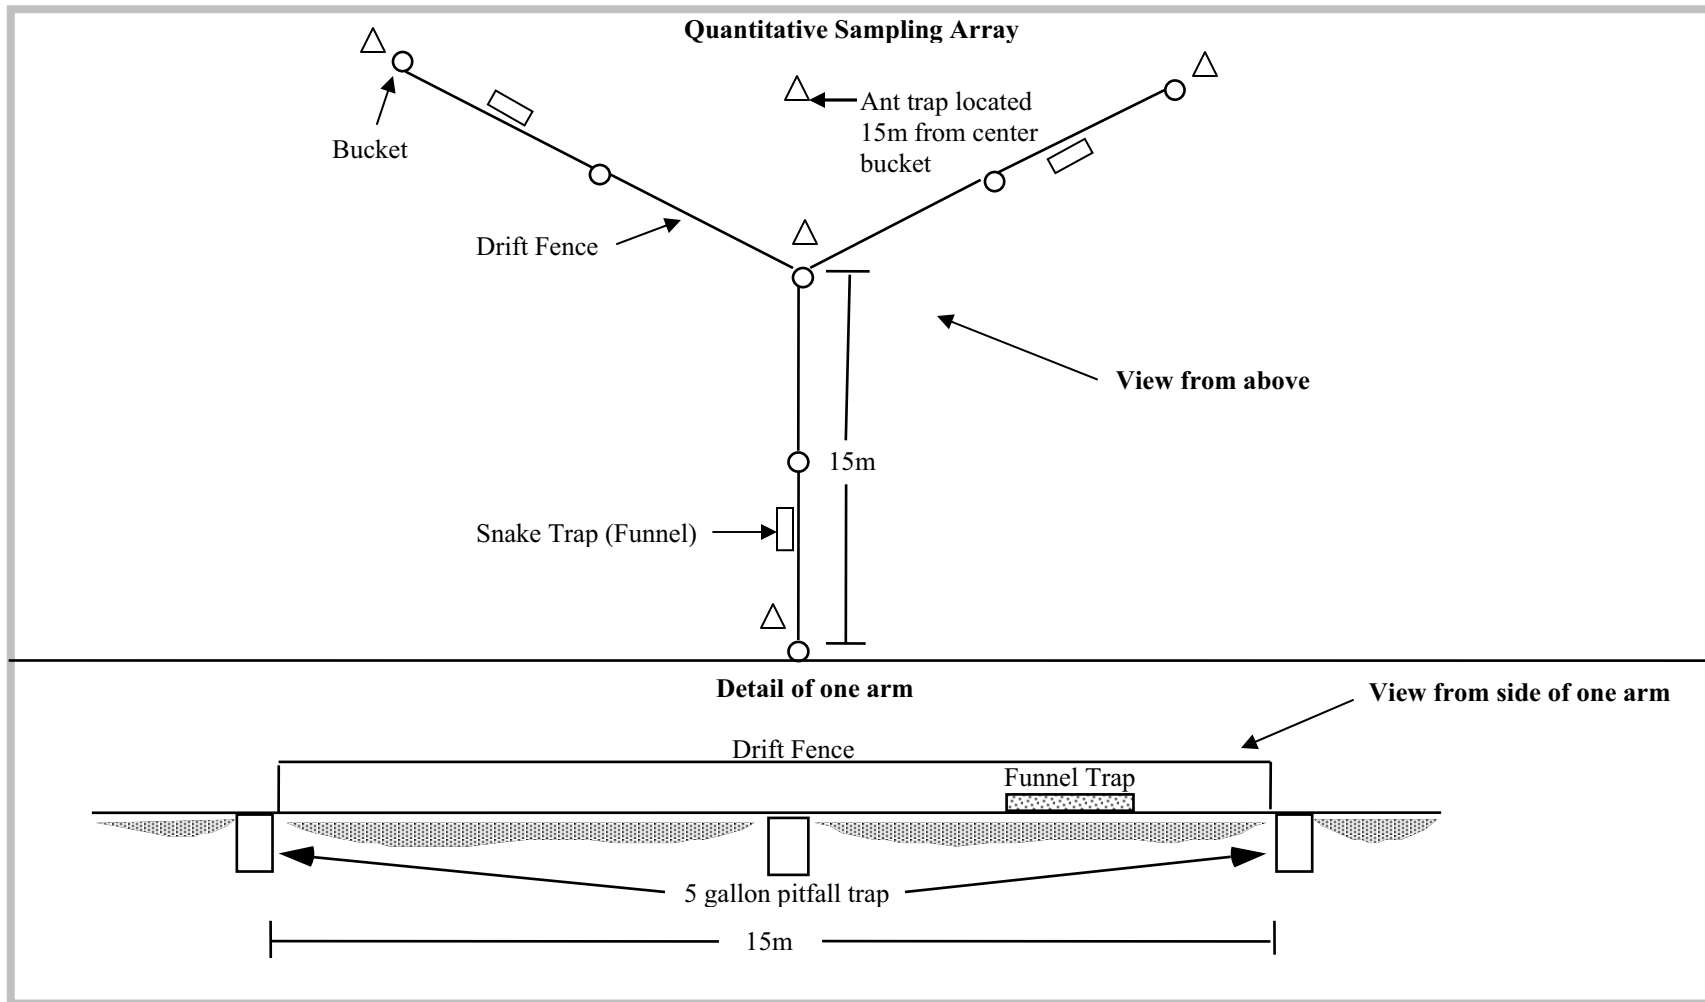 Quantitative Sampling Array
Ant trap located
15m from center
bucket
Bucket
Drift Fence
View from above
15m
Snake Trap (Funnel)
Detail of one arm
View from side of one arm
Drift Fence
Funnel Trap
5 gallon pitfall trap
15m